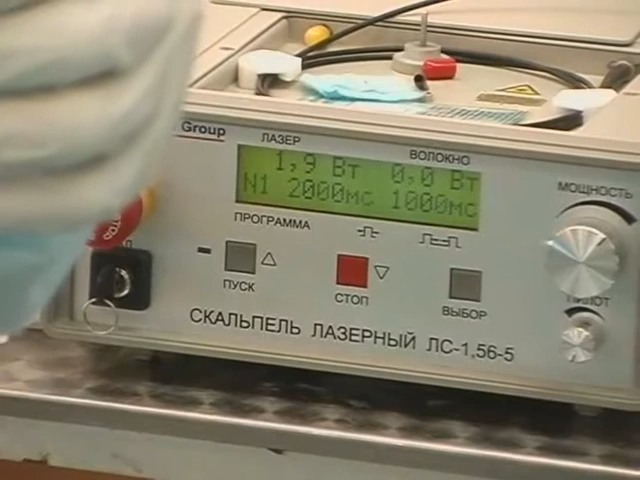 Group
ЛАЗЕР
ВОЛОКНО
1,9 Вт 0,0 Вт
N1 2000мс 1000мс
МОЩНОСТЬ
ПРОГРАММА
ПУСК
СТОП
ВЫБОР
ПИЛОТ
СКАЛЬПЕЛЬ ЛАЗЕРНЫЙ ЛС-1,56-5